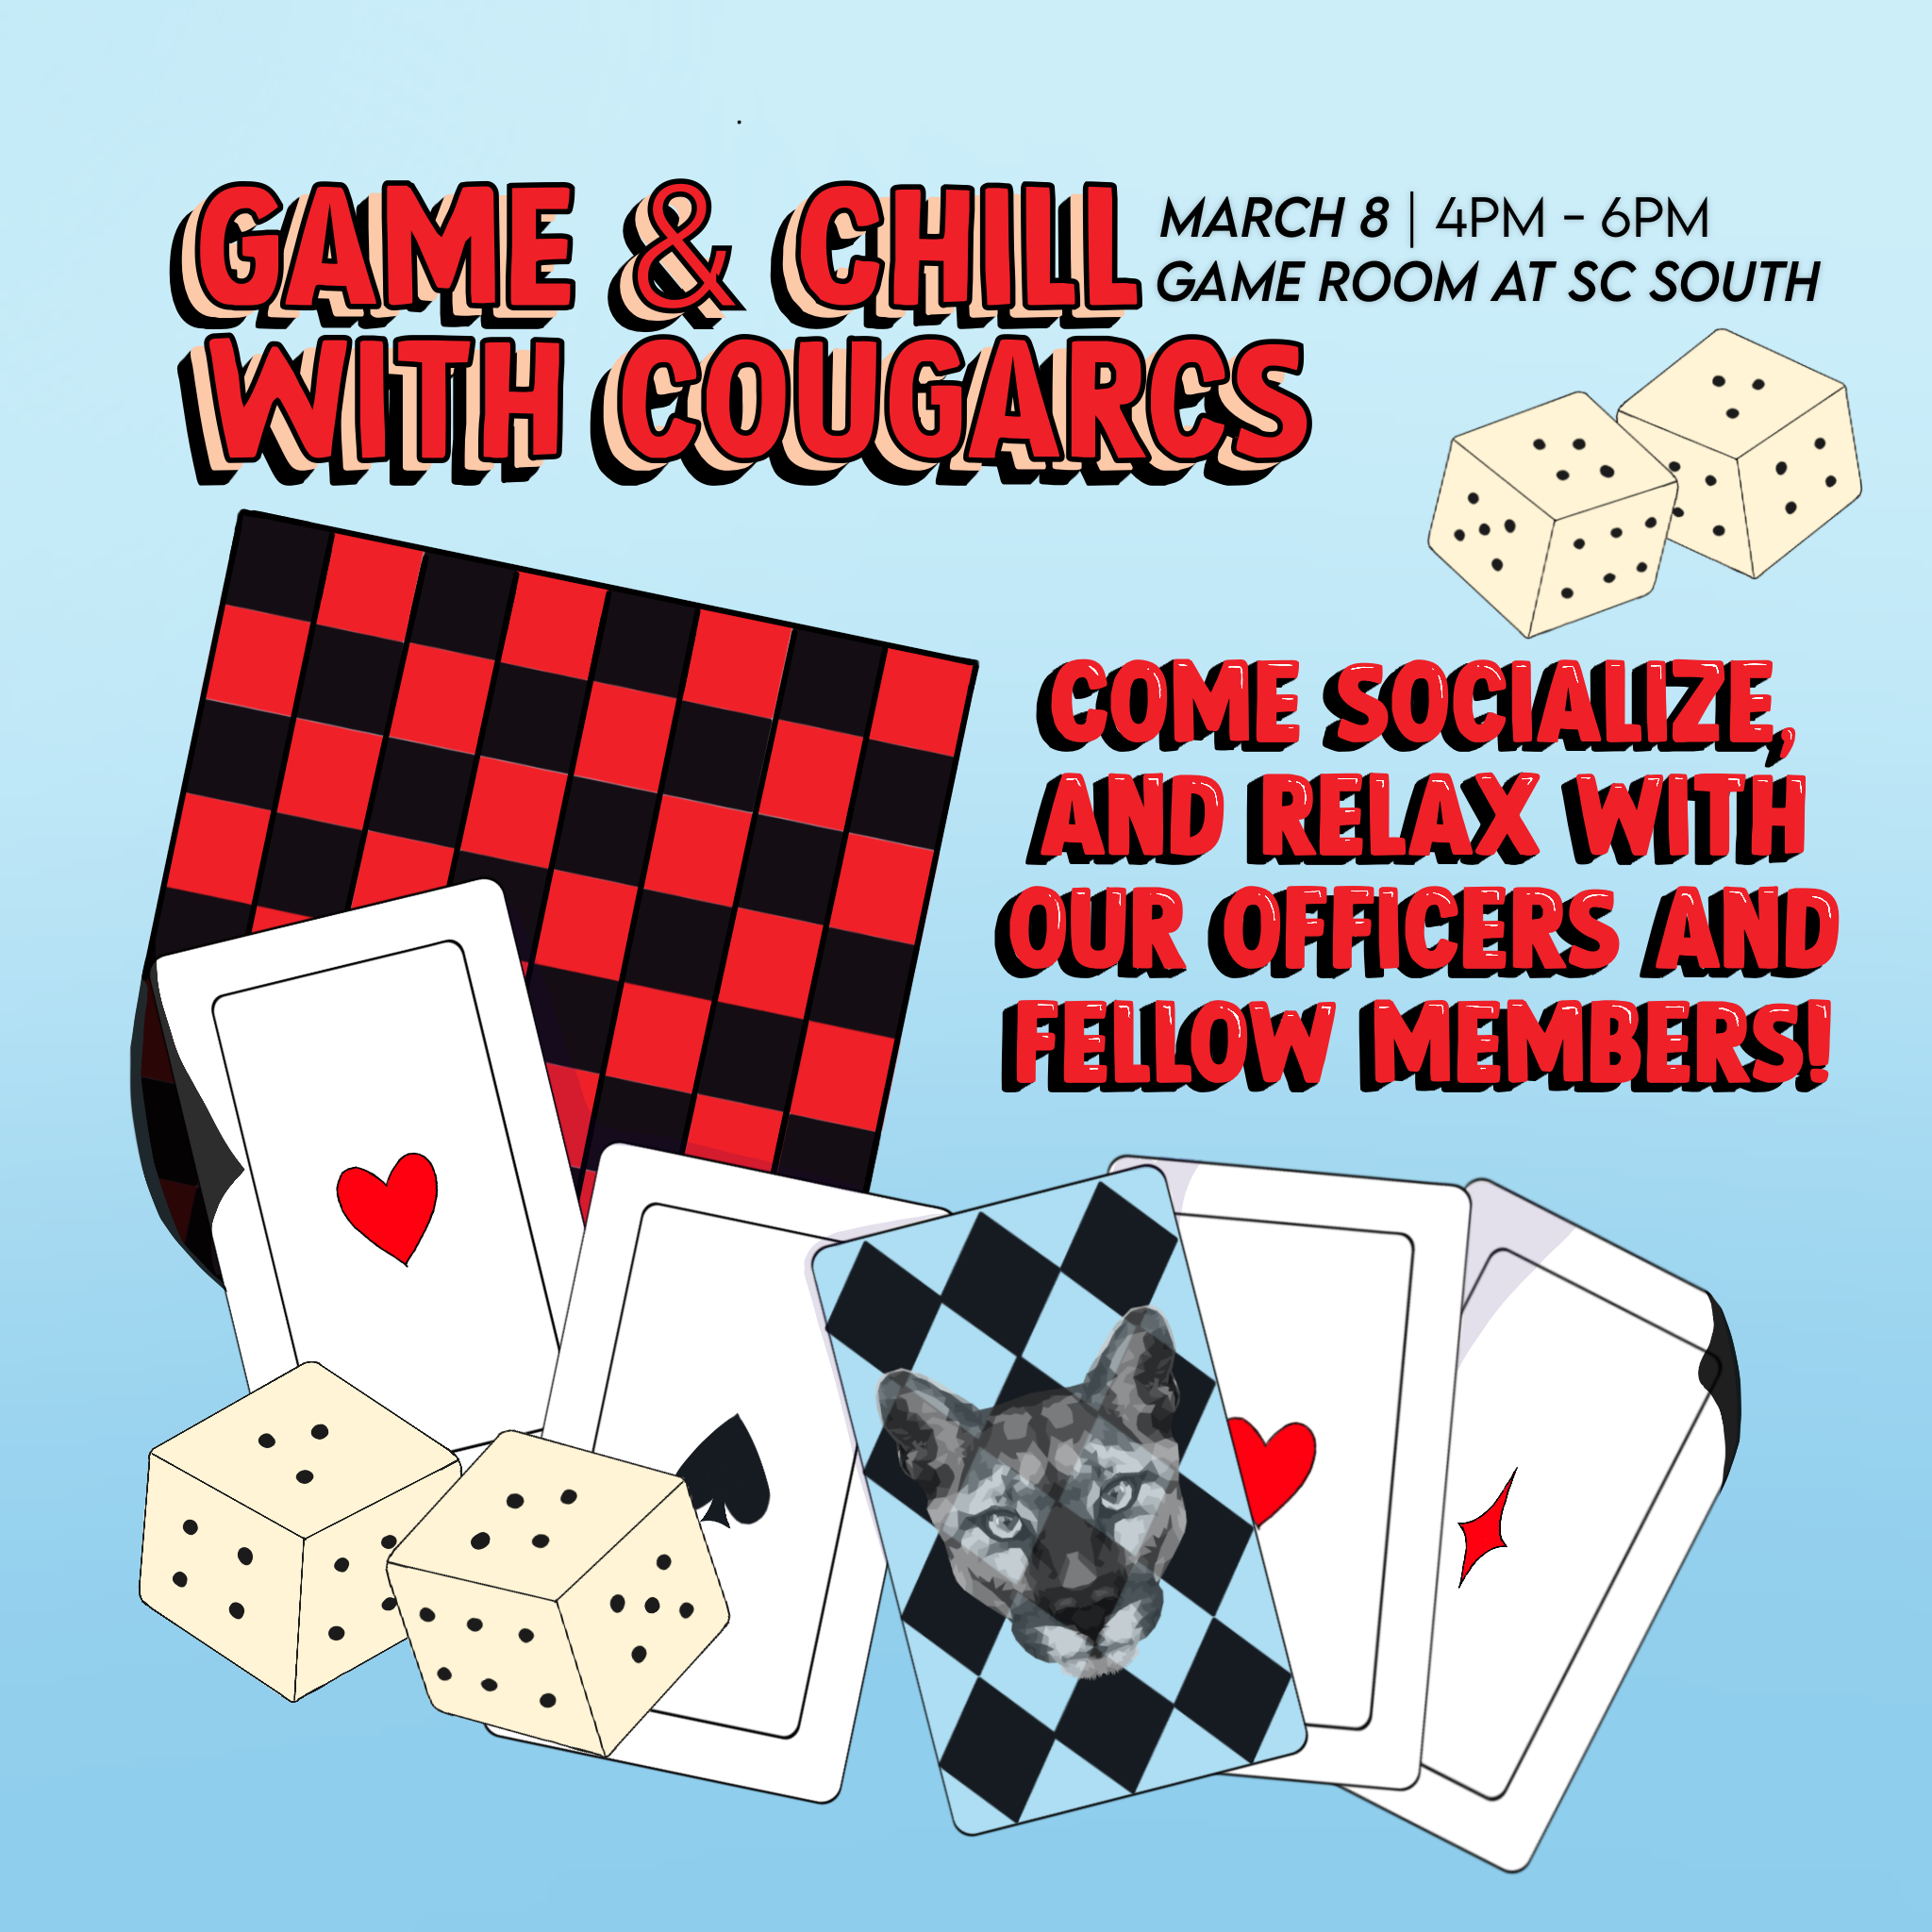 GAME & CHILL
WITH COUGARCS
MARCH 8 | 4PM - 6PM
GAME ROOM AT SC SOUTH
COME SOCIALIZE,
AND RELAX WITH
OUR OFFICERS AND
FELLOW MEMBERS!